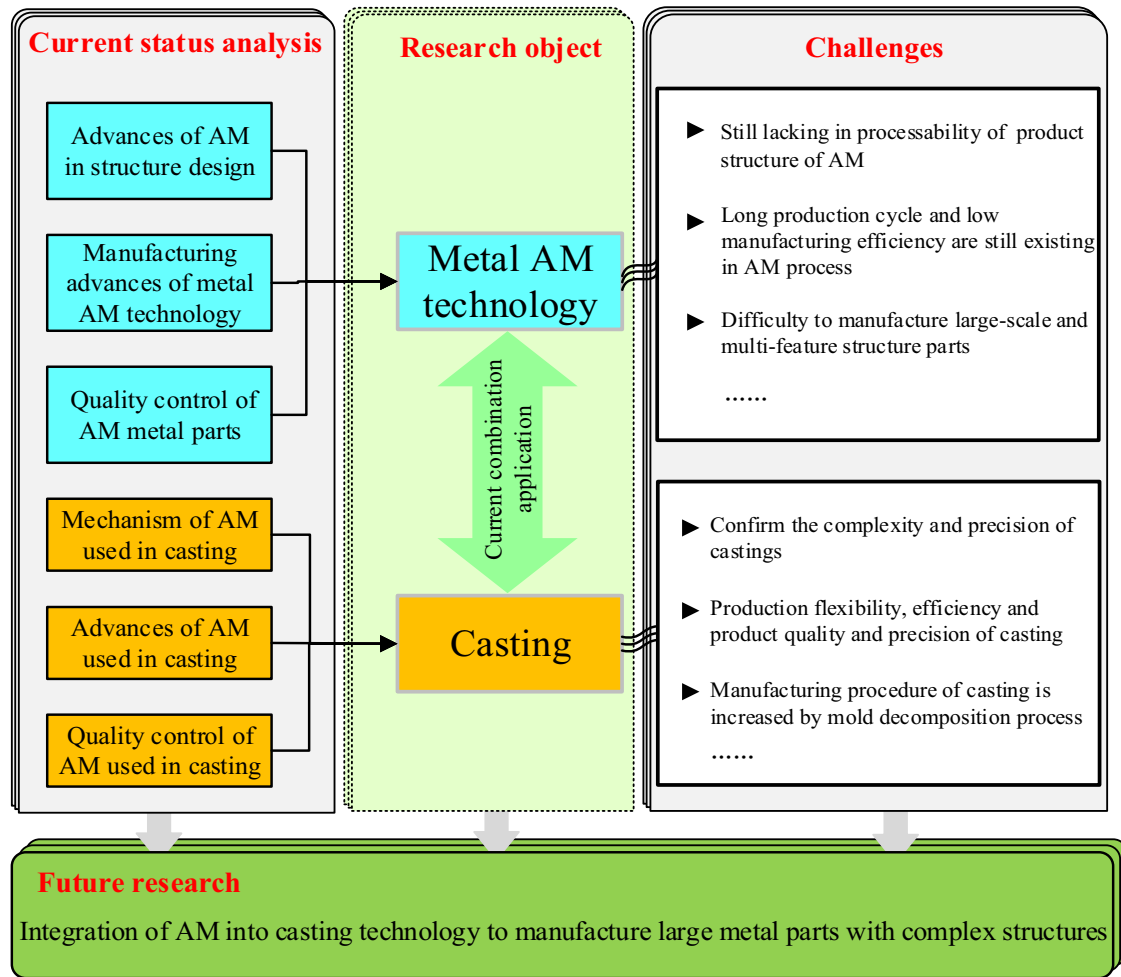 Current status analysis
Advances of AM
in structure design
Manufacturing
advances of metal
AM technology
Quality control of
AM metal parts
Mechanism of AM
used in casting
Advances of AM
used in casting
Quality control of
AM used in casting
Research object
Metal AM
technology
Current combination
application
Casting
Challenges
► Still lacking in processability of product
structure of AM
► Long production cycle and low
manufacturing efficiency are still existing
in AM process
► Difficulty to manufacture large-scale and
multi-feature structure parts
......
► Confirm the complexity and precision of
castings
► Production flexibility, efficiency and
product quality and precision of casting
► Manufacturing procedure of casting is
increased by mold decomposition process
......
Future research
Integration of AM into casting technology to manufacture large metal parts with complex structures